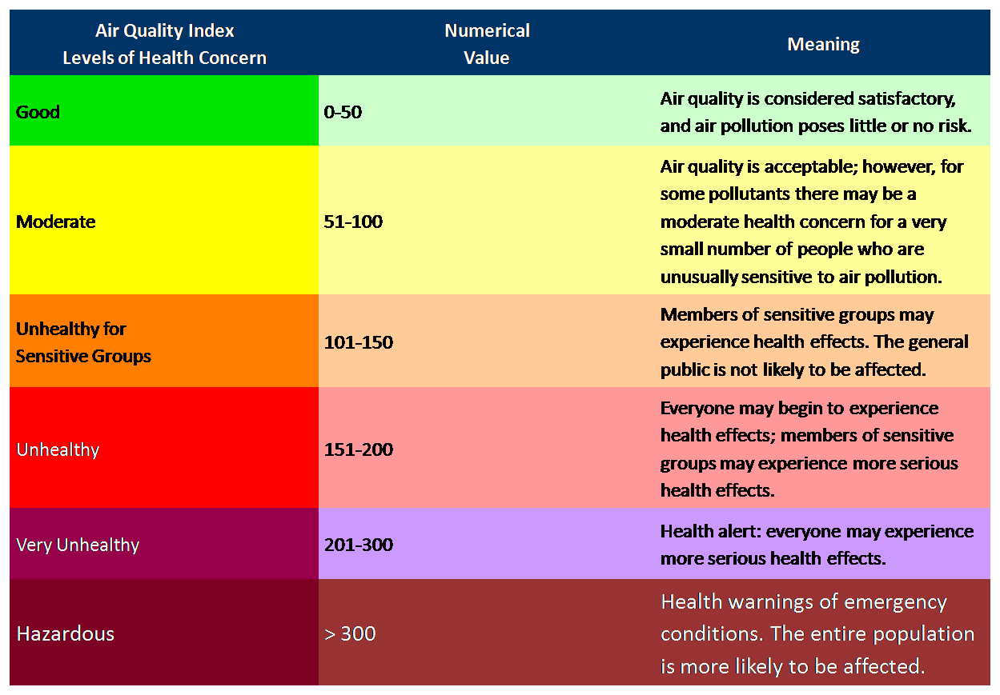 Air Quality Index
Levels of Health Concern
Numerical
Value
Meaning
Good
0-50
Air quality is considered satisfactory,
and air pollution poses little or no risk.
Moderate
51-100
Air quality is acceptable; however, for
some pollutants there may be a
moderate health concern for a very
small number of people who are
unusually sensitive to air pollution.
Unhealthy for
Sensitive Groups
101-150
Members of sensitive groups may
experience health effects. The general
public is not likely to be affected.
Unhealthy
151-200
Everyone may begin to experience
health effects; members of sensitive
groups may experience more serious
health effects.
Very Unhealthy
201-300
Health alert: everyone may experience
more serious health effects.
Hazardous
> 300
Health warnings of emergency
conditions. The entire population
is more likely to be affected.